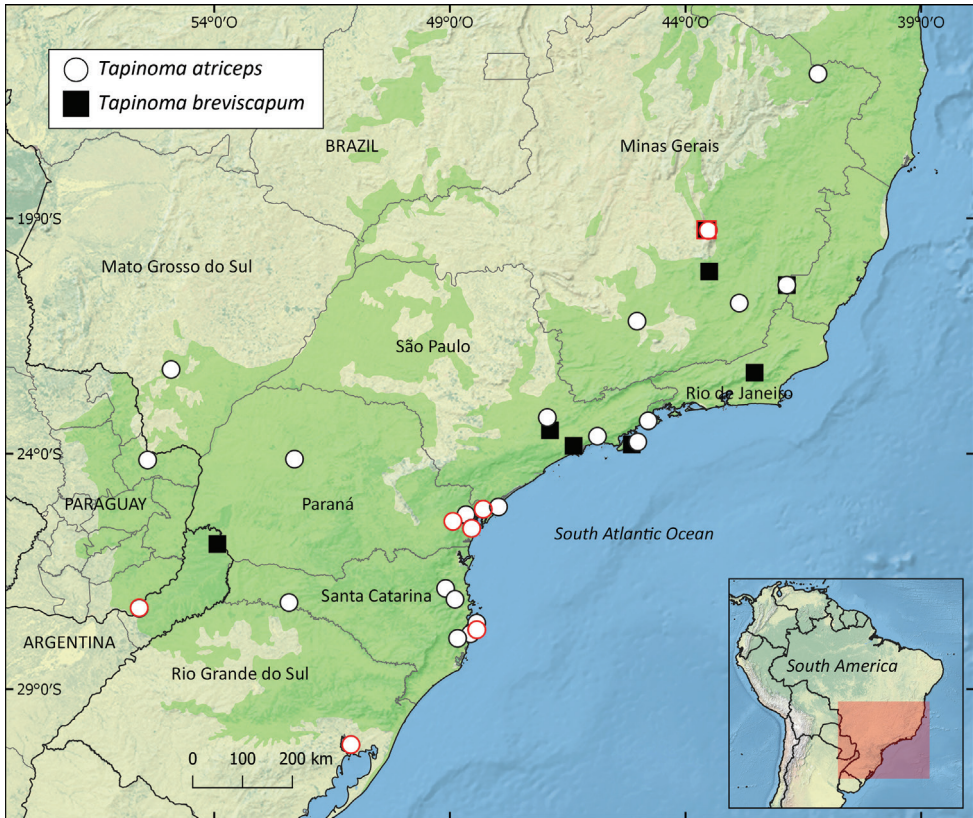 54°0'O 49°0'O 44°0'O 39°0'O
Tapinoma atriceps
Tapinoma breviscapum
BRAZIL
Minas Gerais
19°0'S
Mato Grosso do Sul
São Paulo
Rio de Janeiro
24°0'S
PARAGUAY
Paraná
South Atlantic Ocean
Santa Catarina
ARGENTINA
Rio Grande do Sul
South America
29°0'S
0 100 200 km